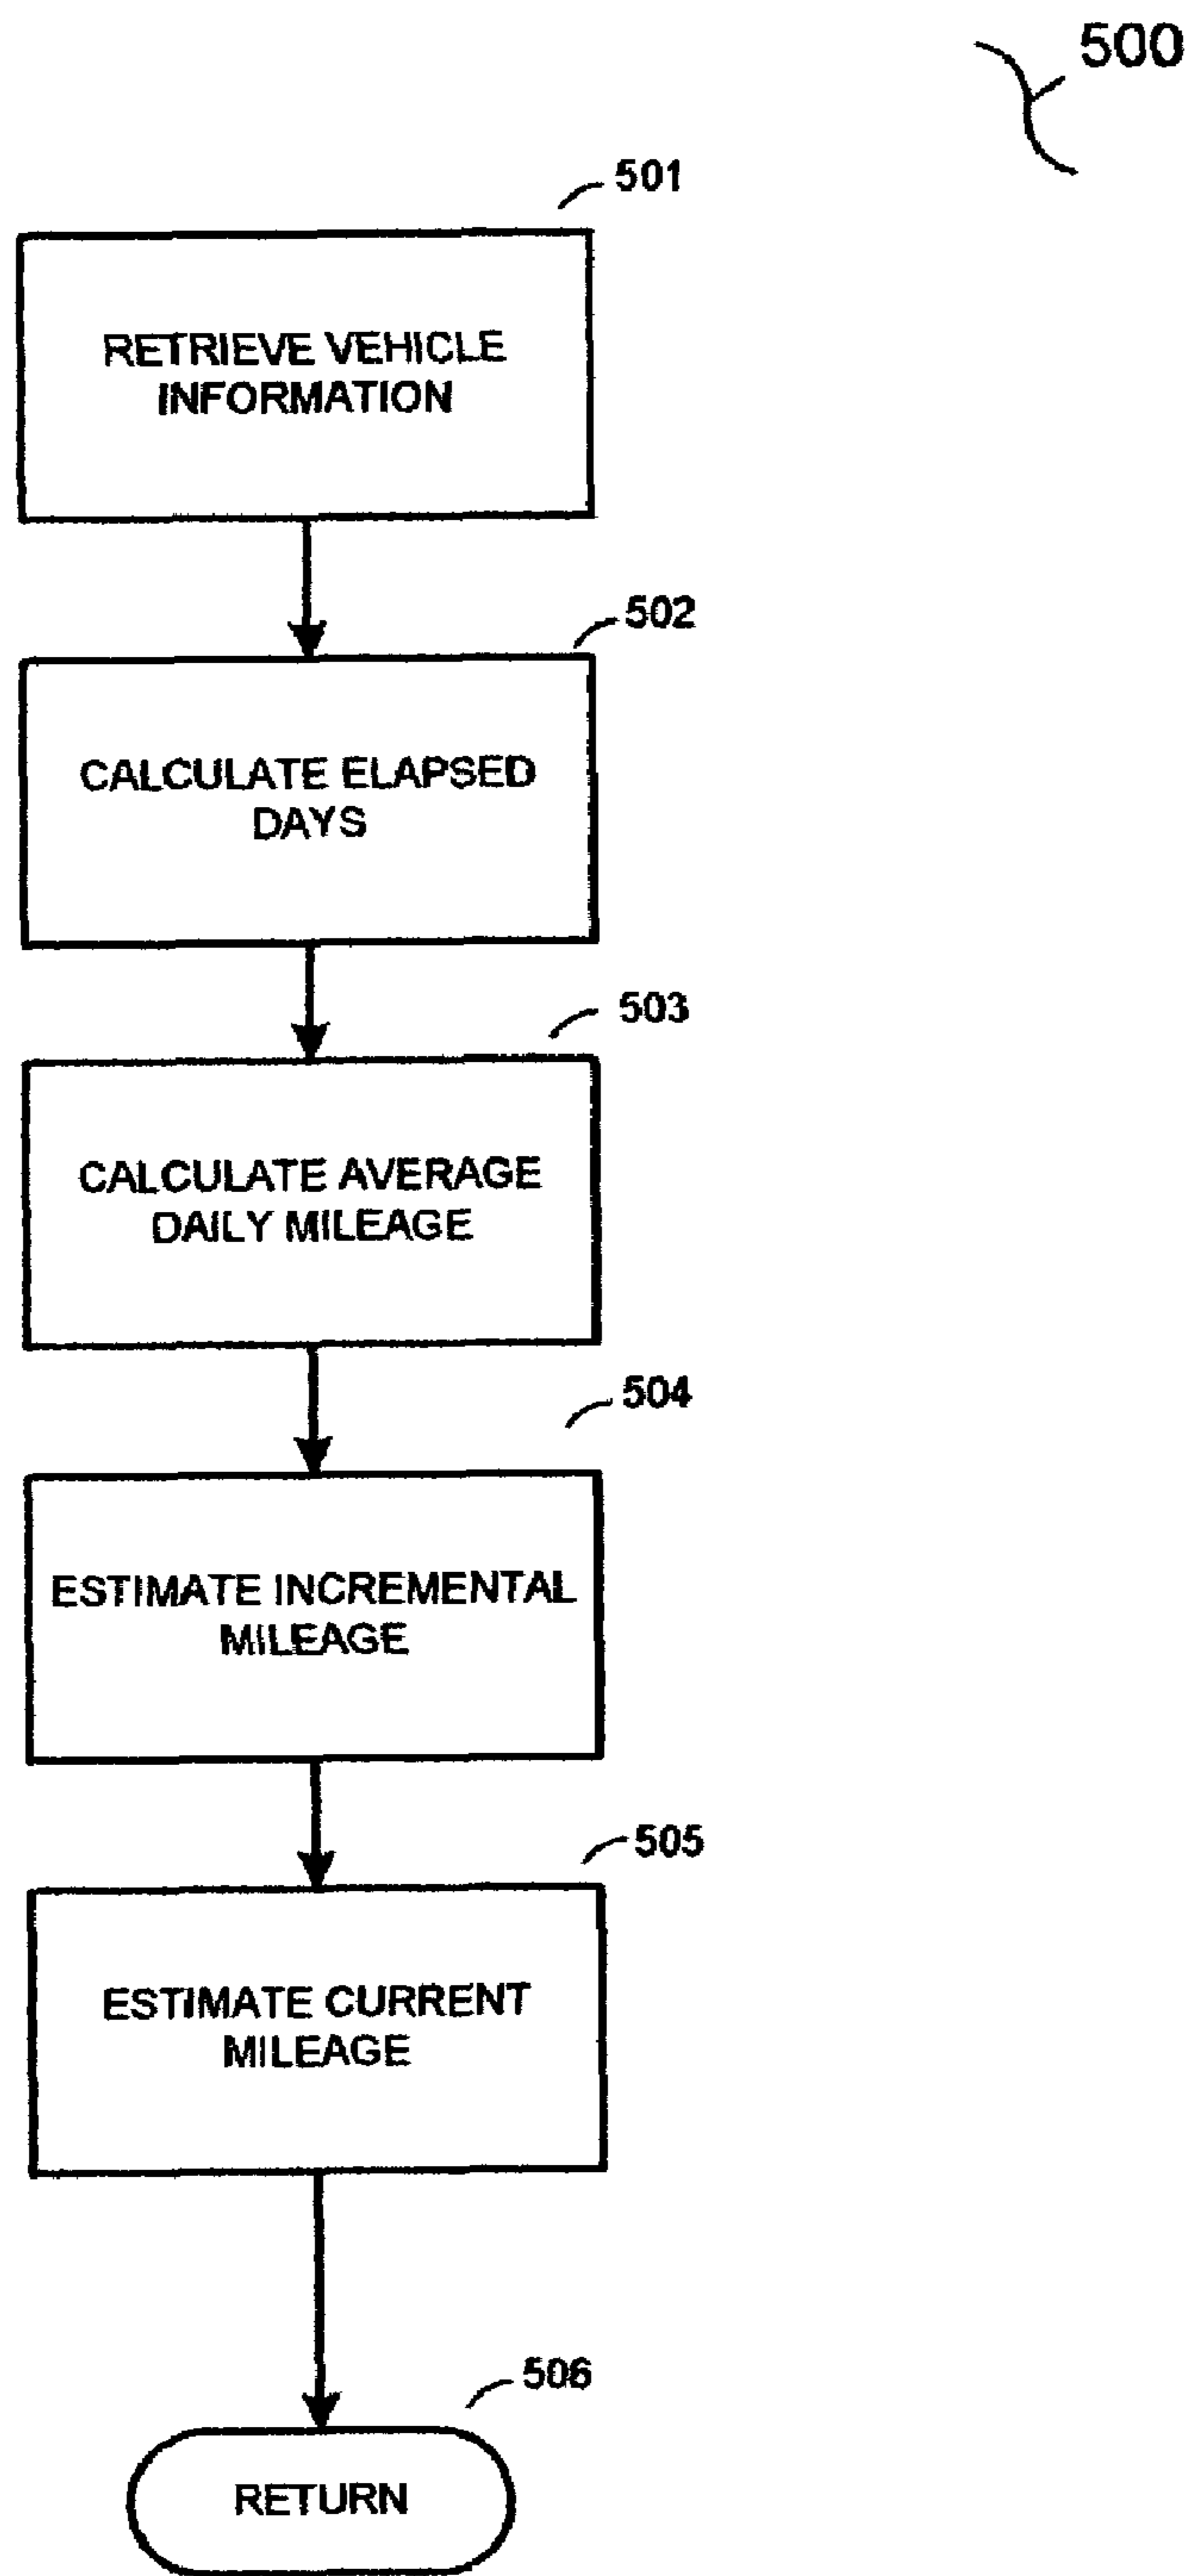 500
501
RETRIEVE VEHICLE
INFORMATION
502
CALCULATE ELAPSED
DAYS
503
CALCULATE AVERAGE
DAILY MILEAGE
504
ESTIMATE INCREMENTAL
MILEAGE
505
ESTIMATE CURRENT
MILEAGE
506
RETURN